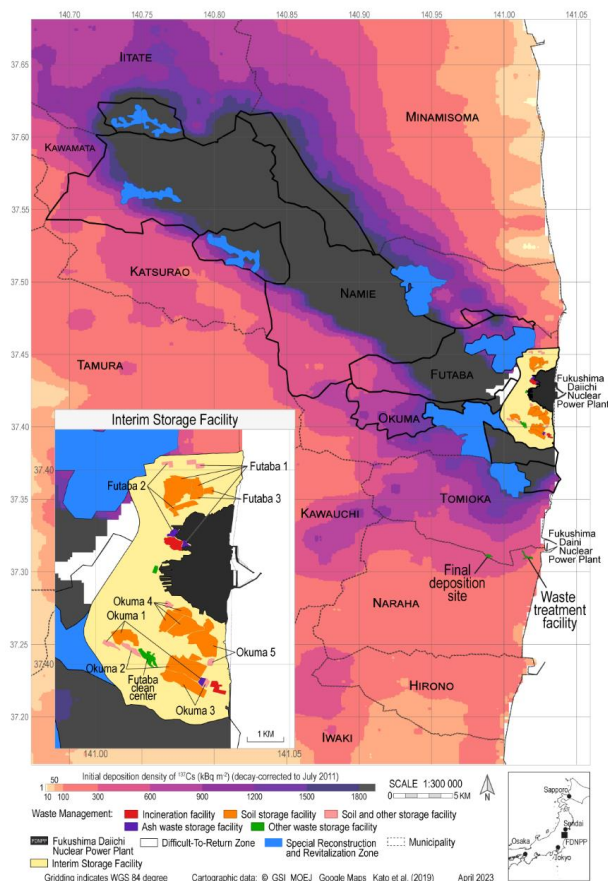 140.70 140.75 140.80 140.85 140.90 140.95 141.00 141.05
37.65
37.60
37.55
37.50
37.45
37.40
37.35
37.30
37.25
37.20
IITATE
MINAMISOMA
KAWAMATA
KATSURAO
NAMIE
TAMURA
FUTABA
OKUMA
Fukushima
Daiichi
Nuclear
Power Plant
TOMIOKA
KAWAUCHI
Fukushima
Daini
Nuclear
Power Plant
Final
deposition
site
Waste
treatment
facility
NARAHA
HIRONO
IWAKI
Interim Storage Facility
37.40
Futaba 1
Futaba 2
Futaba 3
Okuma 4
Okuma 1
Okuma 5
Okuma 2
Futaba
clean
center
Okuma 3
37.40
1 KM
141.00 141.05
Initial deposition density of ¹³⁷Cs (kBq m⁻²) (decay-corrected to July 2011)
1 50
10 100 300 600 900 1200 1500 1800
SCALE 1:300 000
0 5 KM
N
Waste Management:
Incineration facility
Soil storage facility
Soil and other storage facility
Ash waste storage facility
Other waste storage facility
FDNPP
Fukushima Daiichi
Nuclear Power Plant
Difficult-To-Return Zone
Special Reconstruction
and Revitalization Zone
Municipality
Interim Storage Facility
Sapporo
Sendai
FDNPP
Osaka
Tokyo
Gridding indicates WGS 84 degree
Cartographic data: © GSI MOEJ Google Maps Kato et al. (2019)
April 2023